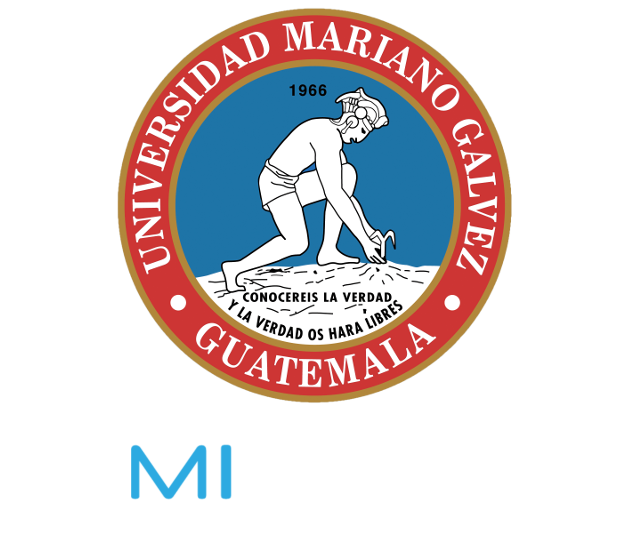 UNIVERSIDAD MARIANO GALVEZ
1966
CONOCEREIS LA VERDAD
Y LA VERDAD OS HARA LIBRES
GUATEMALA
MI